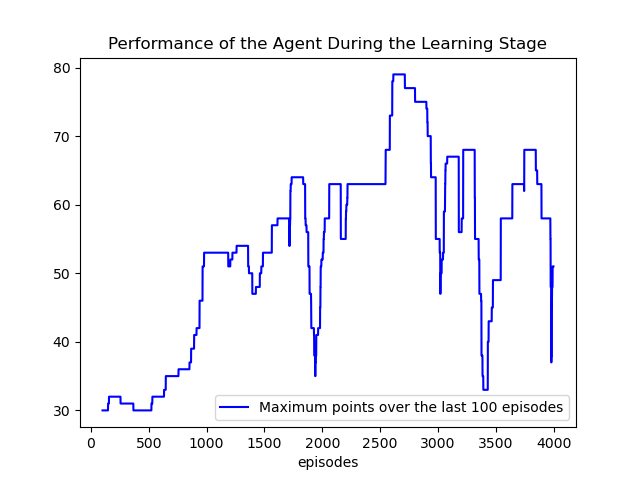 Performance of the Agent During the Learning Stage
80
70
60
50
40
30
Maximum points over the last 100 episodes
0 500 1000 1500 2000 2500 3000 3500 4000
episodes